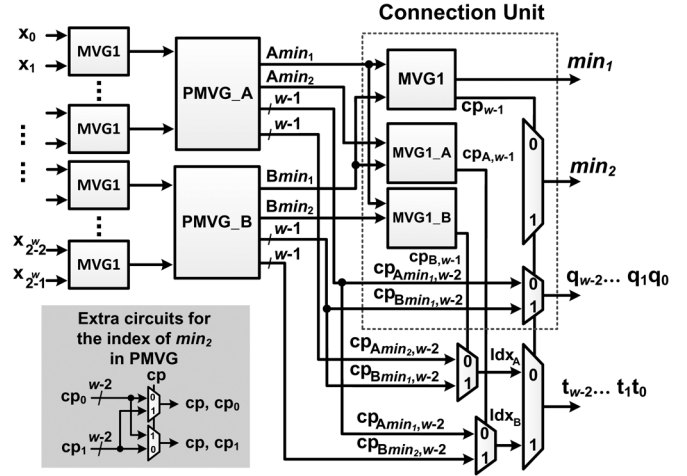 Connection Unit
x0
x1
MVG1
MVG1
MVG1
x2^w-2
x2^w-1
MVG1
PMVG_A
PMVG_B
Amin1
Amin2
w-1
w-1
Bmin1
Bmin2
w-1
w-1
MVG1
min1
cpw-1
MVG1_A
cpA,w-1
MVG1_B
cpB,w-1
0
1
min2
cpAmin1,w-2
cpBmin1,w-2
0
1
qw-2... q1q0
cpAmin2,w-2
cpBmin1,w-2
0
1
IdxA
cpAmin1,w-2
cpBmin2,w-2
0
1
IdxB
0
1
tw-2... t1t0
Extra circuits for
the index of min2
in PMVG
cp
w-2
cp0
0
1
cp, cp0
w-2
cp1
1
0
cp, cp1